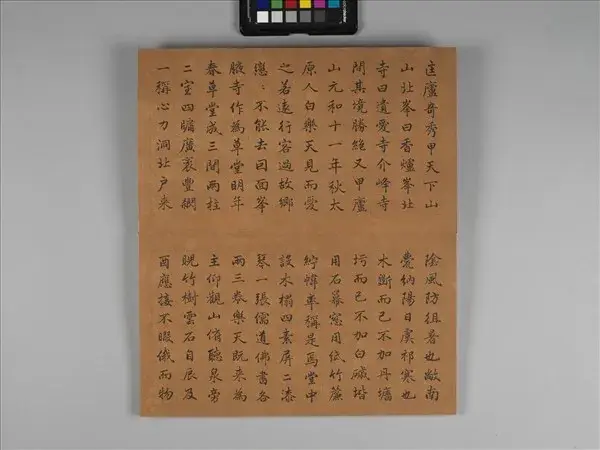 匡廬奇秀甲天下山
山北峯曰香爐峯北
寺曰遺愛寺介峰寺
間其境勝絕又甲廬
山元和十一年秋太
原人白樂天見而愛
之若遠行客過故鄉
戀〻不能去因面峯
腋寺作為草堂明年
春草堂成三間兩柱
二室四牖廣袤豐殺
一稱心力洞北戶来
陰風防徂暑也敞南
甍納陽日虞祁寒也
木斲而已不加丹墻
圬而已不加白磩堦
用石羃窓用紙竹簾
紵幃率稱是焉堂中
設木榻四素屏二漆
琴一張儒道佛書各
兩三卷樂天既来為
主仰觀山俯聽泉旁
睨竹樹雲石自辰及
酉應接不暇俄而物